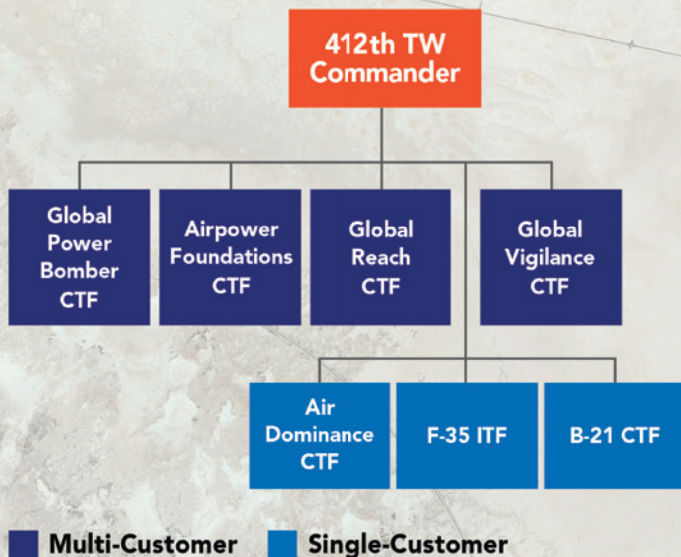 412th TW
Commander
Global
Power
Bomber
CTF
Airpower
Foundations
CTF
Global
Reach
CTF
Global
Vigilance
CTF
Air
Dominance
CTF
F-35 ITF
B-21 CTF
Multi-Customer
Single-Customer